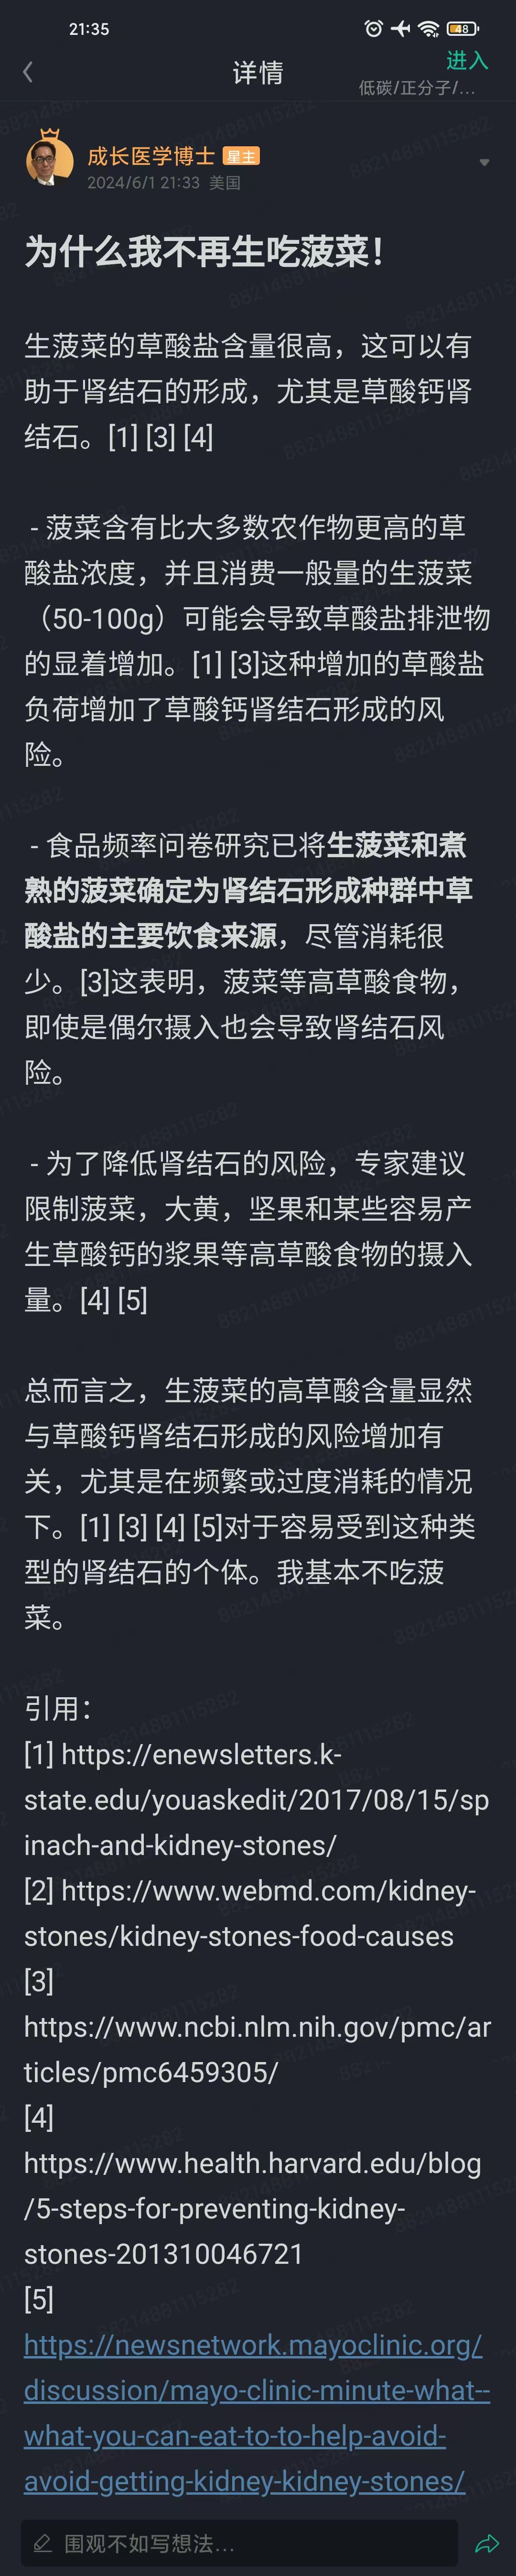 21:35
48
详情
进入
低碳/正分子/...
成长医学博士 星主
2024/6/1 21:33 美国
为什么我不再生吃菠菜！
生菠菜的草酸盐含量很高，这可以有
助于肾结石的形成，尤其是草酸钙肾
结石。[1] [3] [4]
- 菠菜含有比大多数农作物更高的草
酸盐浓度，并且消费一般量的生菠菜
（50-100g）可能会导致草酸盐排泄物
的显着增加。[1] [3]这种增加的草酸盐
负荷增加了草酸钙肾结石形成的风
险。
- 食品频率问卷研究已将生菠菜和煮
熟的菠菜确定为肾结石形成种群中草
酸盐的主要饮食来源，尽管消耗很
少。[3]这表明，菠菜等高草酸食物，
即使是偶尔摄入也会导致肾结石风
险。
- 为了降低肾结石的风险，专家建议
限制菠菜，大黄，坚果和某些容易产
生草酸钙的浆果等高草酸食物的摄入
量。[4] [5]
总而言之，生菠菜的高草酸含量显然
与草酸钙肾结石形成的风险增加有
关，尤其是在频繁或过度消耗的情况
下。[1] [3] [4] [5]对于容易受到这种类
型的肾结石的个体。我基本不吃菠
菜。
引用：
[1] https://enewsletters.k-
state.edu/youaskedit/2017/08/15/sp
inach-and-kidney-stones/
[2] https://www.webmd.com/kidney-
stones/kidney-stones-food-causes
[3]
https://www.ncbi.nlm.nih.gov/pmc/ar
ticles/pmc6459305/
[4]
https://www.health.harvard.edu/blog
/5-steps-for-preventing-kidney-
stones-201310046721
[5]
https://newsnetwork.mayoclinic.org/
discussion/mayo-clinic-minute-what--
what-you-can-eat-to-to-help-avoid-
avoid-getting-kidney-kidney-stones/
围观不如写想法...